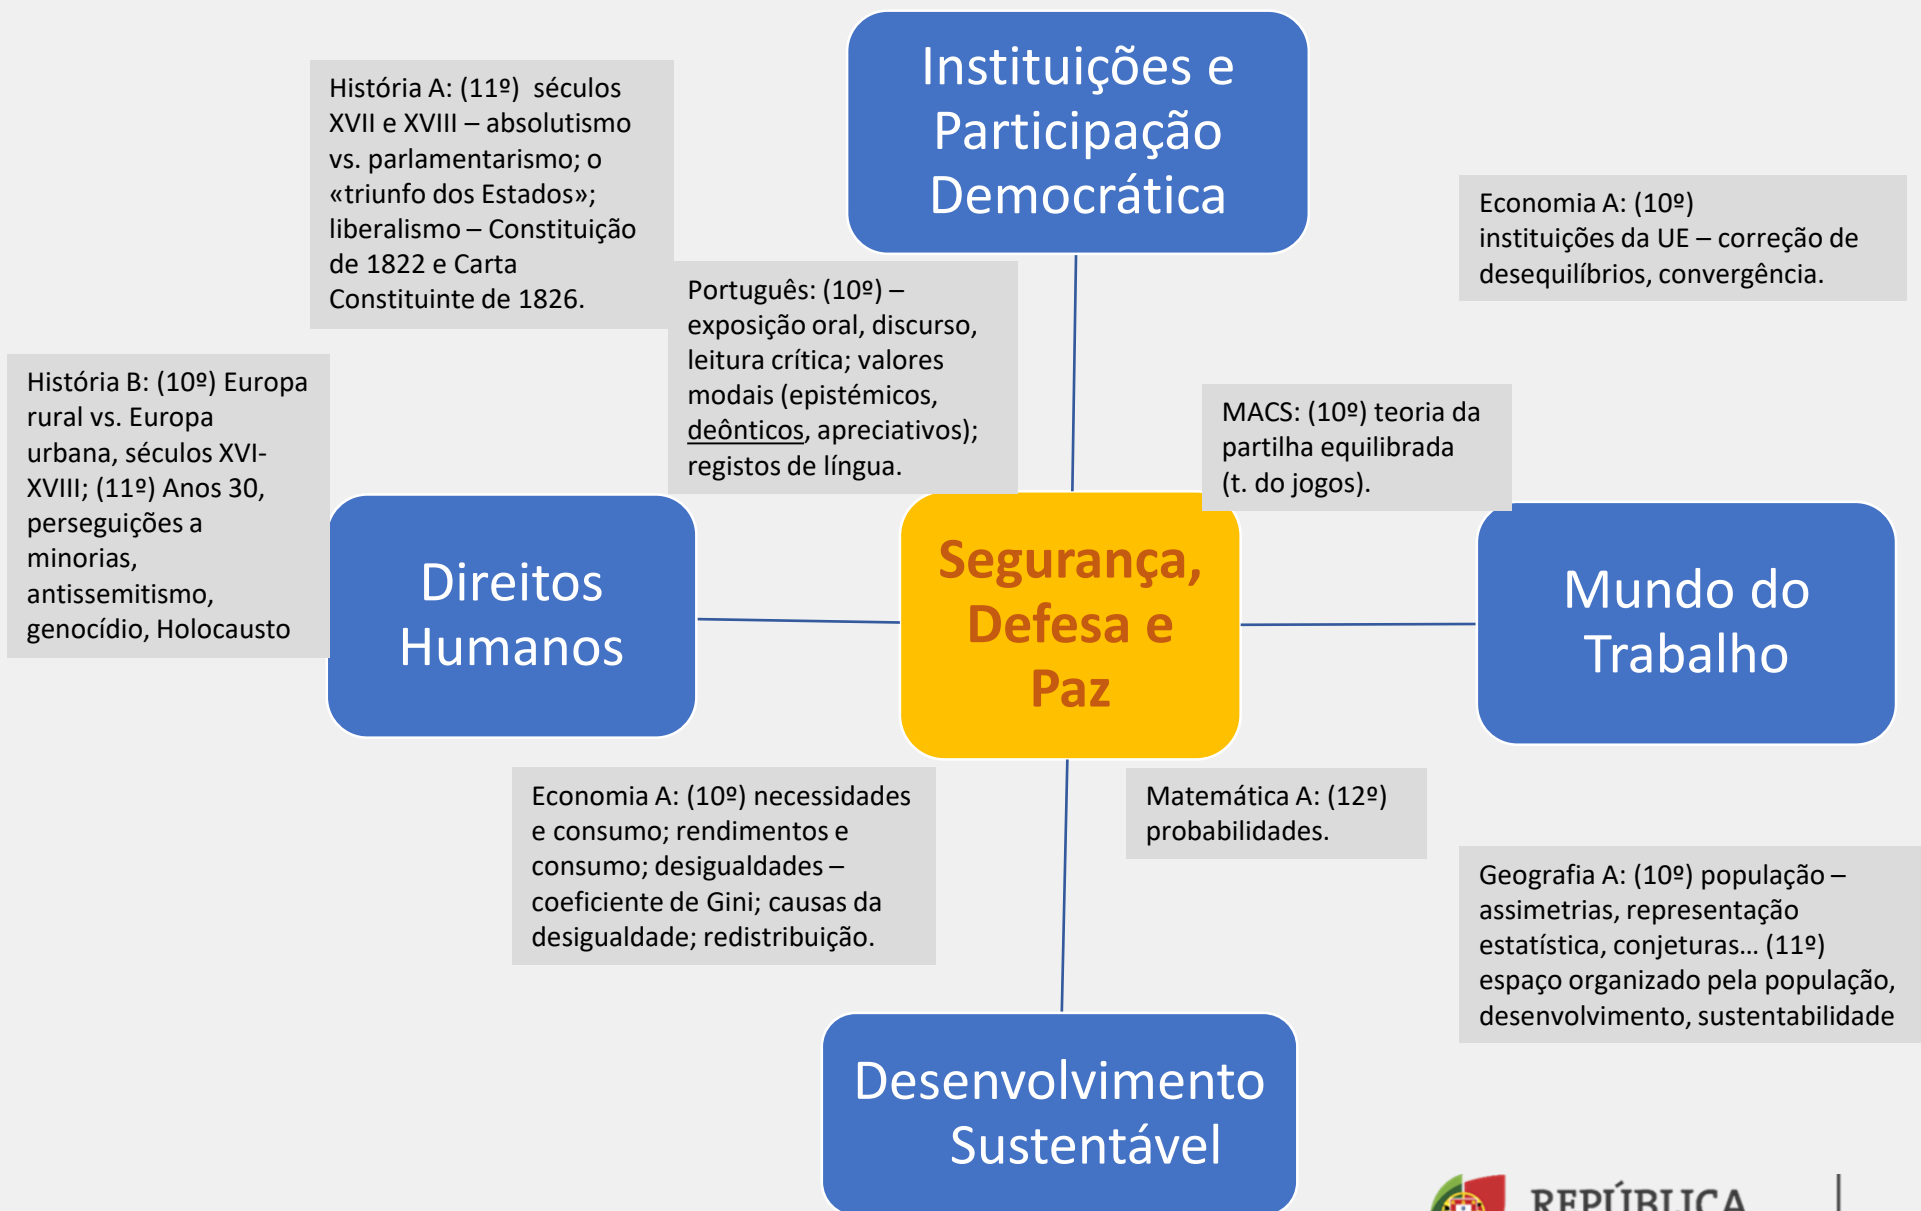 Instituições e
Participação
Democrática
História A: (11º) séculos
XVII e XVIII – absolutismo
vs. parlamentarismo; o
«triunfo dos Estados»;
liberalismo – Constituição
de 1822 e Carta
Constituinte de 1826.
Economia A: (10º)
instituições da UE – correção de
desequilíbrios, convergência.
Português: (10º) –
exposição oral, discurso,
leitura crítica; valores
modais (epistémicos,
deônticos, apreciativos);
registos de língua.
História B: (10º) Europa
rural vs. Europa
urbana, séculos XVI-
XVIII; (11º) Anos 30,
perseguições a
minorias,
antissemitismo,
genocídio, Holocausto
MACS: (10º) teoria da
partilha equilibrada
(t. do jogos).
Direitos
Humanos
Segurança,
Defesa e
Paz
Mundo do
Trabalho
Economia A: (10º) necessidades
e consumo; rendimentos e
consumo; desigualdades –
coeficiente de Gini; causas da
desigualdade; redistribuição.
Matemática A: (12º)
probabilidades.
Geografia A: (10º) população –
assimetrias, representação
estatística, conjeturas… (11º)
espaço organizado pela população,
desenvolvimento, sustentabilidade
Desenvolvimento
Sustentável
REPÚBLICA